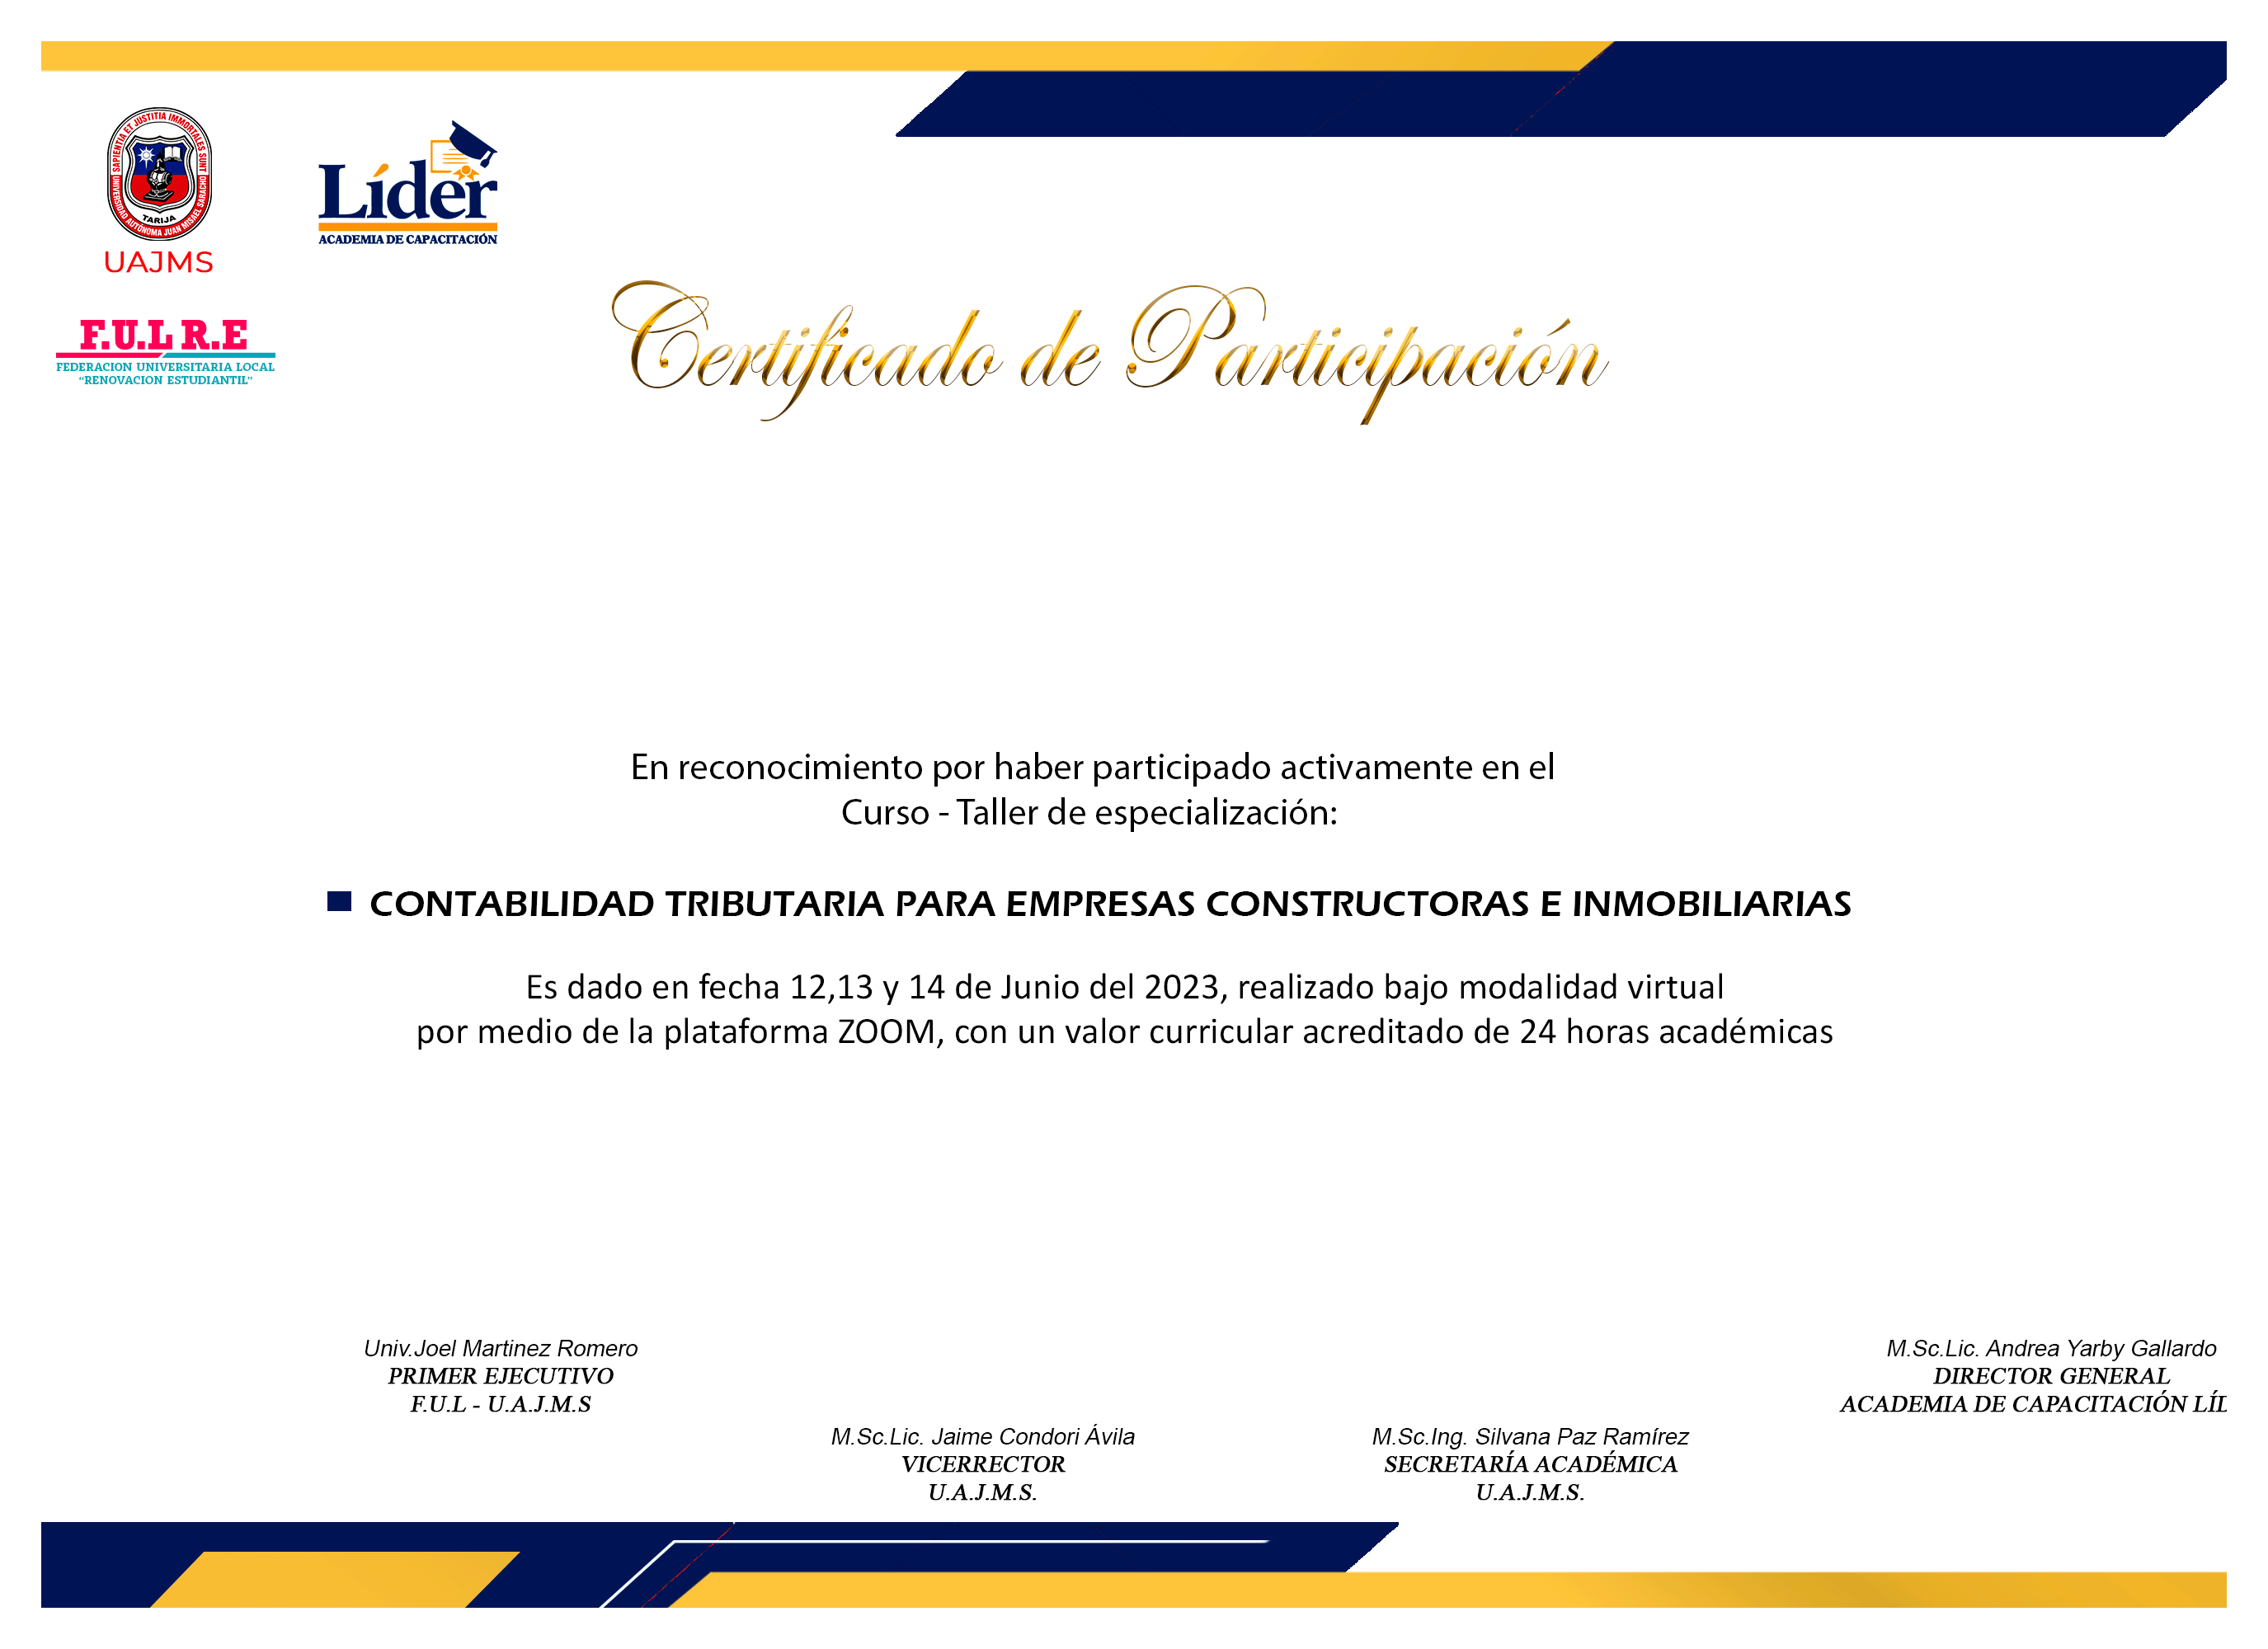 SAPIENTIA ET JUSTITIA IMMORTALES SUNT
TARIJA
UNIVERSIDAD AUTÓNOMA JUAN MISAEL SARACHO
UAJMS
Líder
ACADEMIA DE CAPACITACIÓN
F.U.L R.E
FEDERACION UNIVERSITARIA LOCAL
"RENOVACION ESTUDIANTIL"
Certificado de Participación
En reconocimiento por haber participado activamente en el
Curso - Taller de especialización:
CONTABILIDAD TRIBUTARIA PARA EMPRESAS CONSTRUCTORAS E INMOBILIARIAS
Es dado en fecha 12,13 y 14 de Junio del 2023, realizado bajo modalidad virtual
por medio de la plataforma ZOOM, con un valor curricular acreditado de 24 horas académicas
Univ.Joel Martinez Romero
PRIMER EJECUTIVO
F.U.L - U.A.J.M.S
M.Sc.Lic. Jaime Condori Ávila
VICERRECTOR
U.A.J.M.S.
M.Sc.Ing. Silvana Paz Ramírez
SECRETARÍA ACADÉMICA
U.A.J.M.S.
M.Sc.Lic. Andrea Yarby Gallardo
DIRECTOR GENERAL
ACADEMIA DE CAPACITACIÓN LÍD